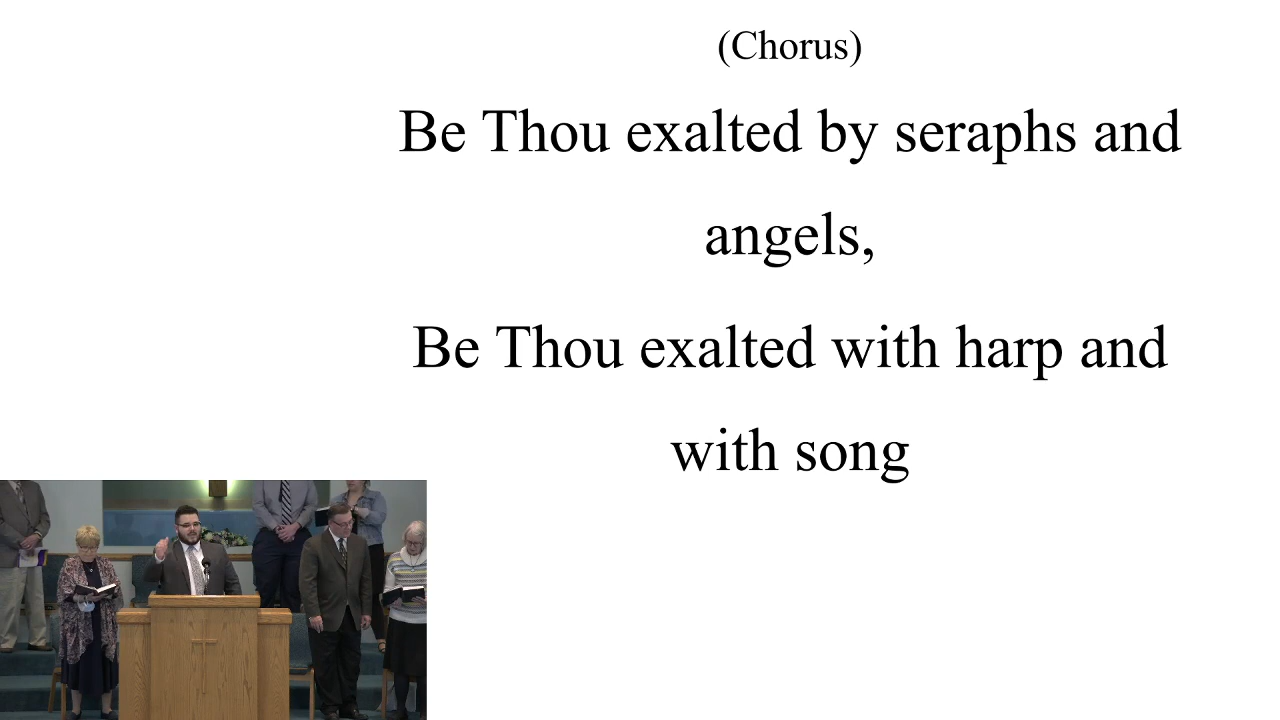 (Chorus)
Be Thou exalted by seraphs and
angels,
Be Thou exalted with harp and
with song